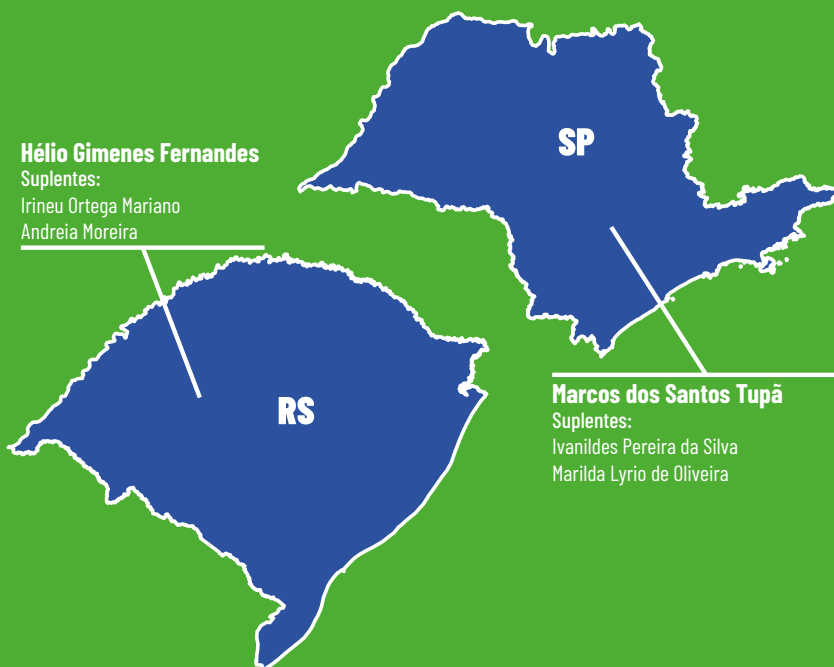 SP
Hélio Gimenes Fernandes
Suplentes:
Irineu Ortega Mariano
Andreia Moreira
RS
Marcos dos Santos Tupã
Suplentes:
Ivanildes Pereira da Silva
Marilda Lyrio de Oliveira